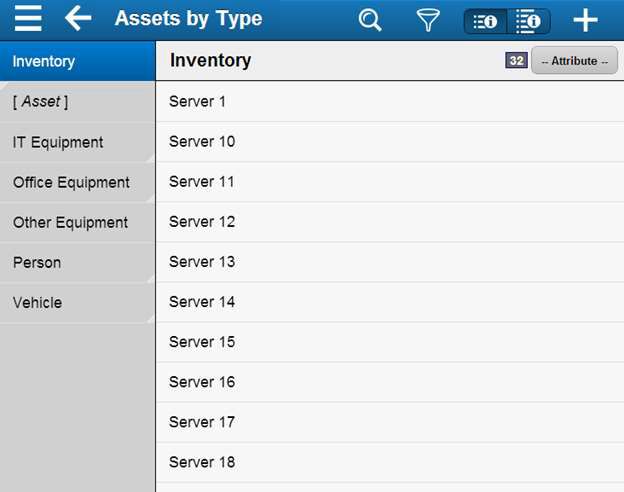 Assets by Type
Inventory
[ Asset ]
IT Equipment
Office Equipment
Other Equipment
Person
Vehicle
Inventory
32
-- Attribute --
Server 1
Server 10
Server 11
Server 12
Server 13
Server 14
Server 15
Server 16
Server 17
Server 18